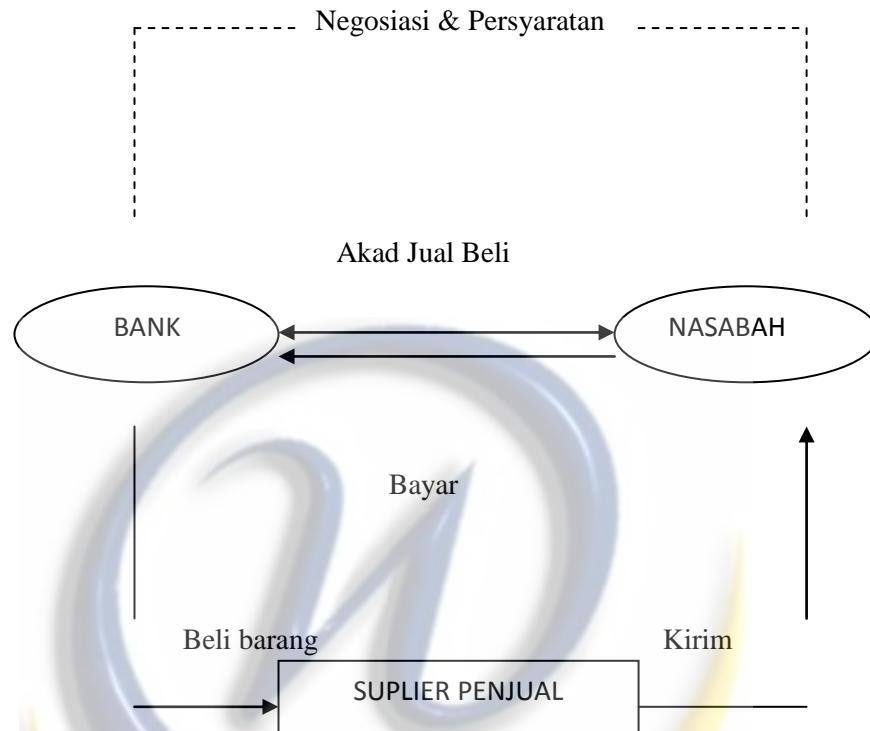 Negosiasi & Persyaratan
Akad Jual Beli
BANK
NASABAH
Bayar
Beli barang
Kirim
SUPLIER PENJUAL